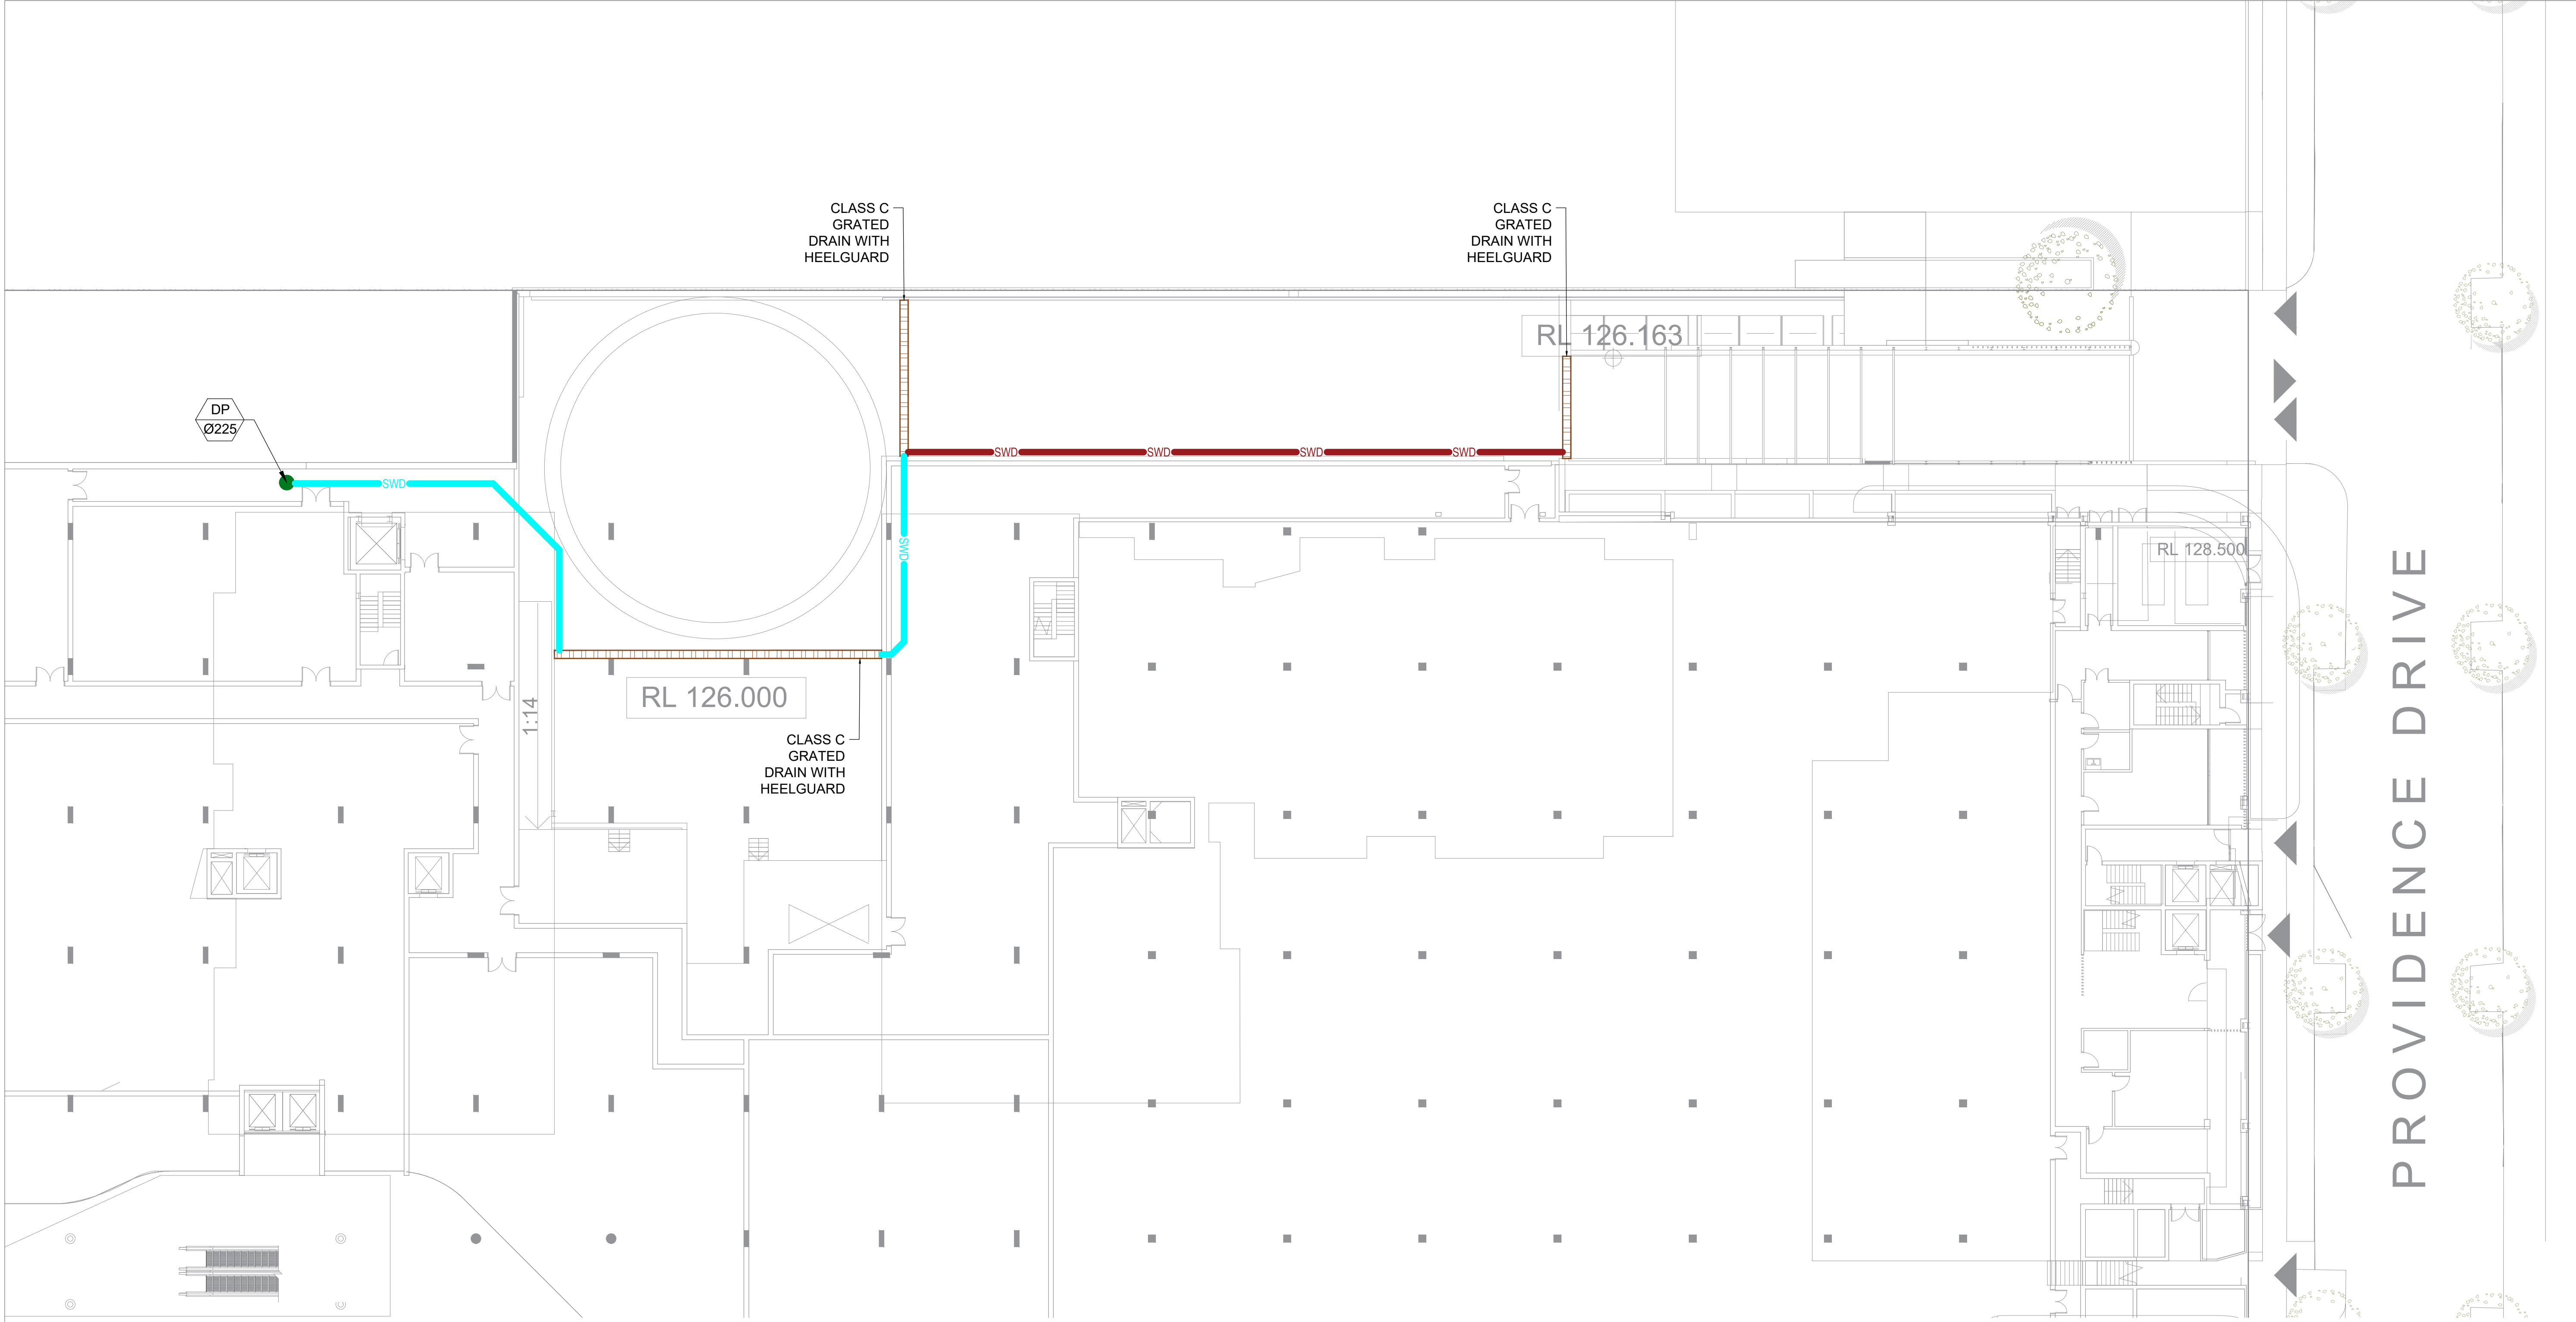 CLASS C
GRATED
DRAIN WITH
HEELGUARD
CLASS C
GRATED
DRAIN WITH
HEELGUARD
RL 126.163
DP
Ø225
SWD
SWD
SWD
SWD
SWD
SWD
RL 128.500
RL 126.000
1:14
CLASS C
GRATED
DRAIN WITH
HEELGUARD
PROVIDENCE DRIVE